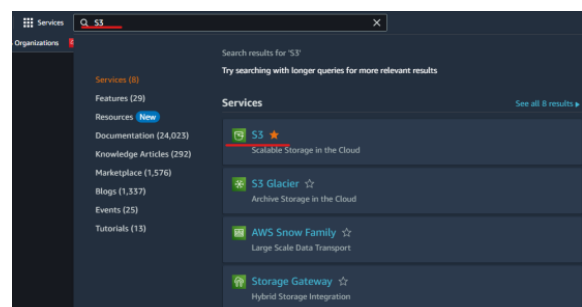 Services
S3
Organizations
Search results for 'S3'
Try searching with longer queries for more relevant results
Services (8)
Features (29)
Resources New
Documentation (24,023)
Knowledge Articles (292)
Marketplace (1,576)
Blogs (1,337)
Events (25)
Tutorials (13)
Services
See all 8 results
S3
Scalable Storage in the Cloud
S3 Glacier
Archive Storage in the Cloud
AWS Snow Family
Large Scale Data Transport
Storage Gateway
Hybrid Storage Integration